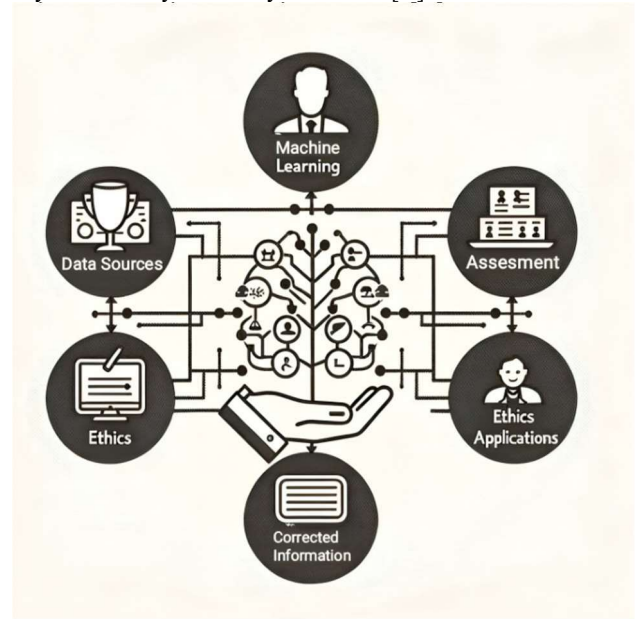 Machine
Learning
Data Sources
Assesment
Ethics
Ethics
Applications
Corrected
Information